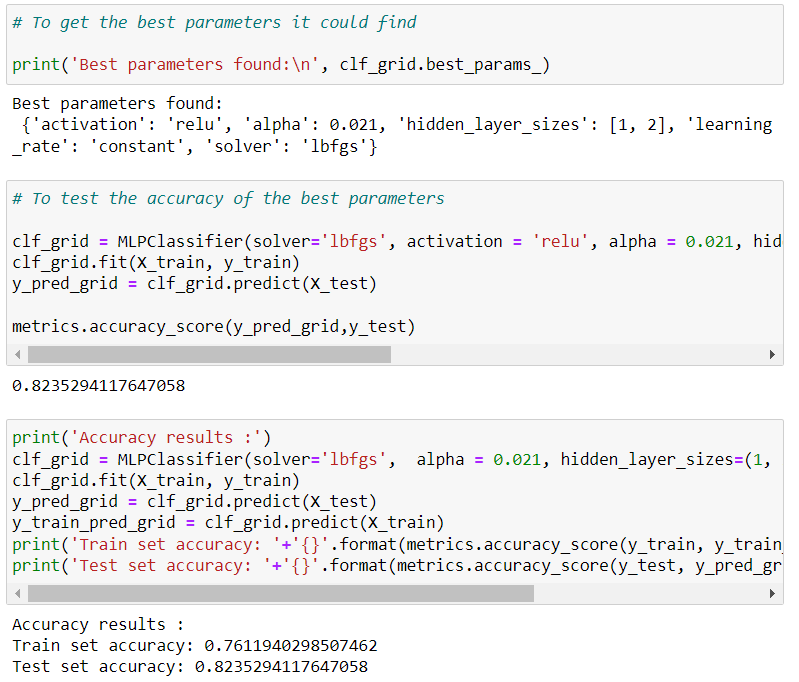 # To get the best parameters it could find
print('Best parameters found:\n', clf_grid.best_params_)
Best parameters found:
{'activation': 'relu', 'alpha': 0.021, 'hidden_layer_sizes': [1, 2], 'learning
_rate': 'constant', 'solver': 'lbfgs'}
# To test the accuracy of the best parameters
clf_grid = MLPClassifier(solver='lbfgs', activation = 'relu', alpha = 0.021, hid
clf_grid.fit(X_train, y_train)
y_pred_grid = clf_grid.predict(X_test)
metrics.accuracy_score(y_pred_grid,y_test)
0.8235294117647058
print('Accuracy results :')
clf_grid = MLPClassifier(solver='lbfgs',  alpha = 0.021, hidden_layer_sizes=(1,
clf_grid.fit(X_train, y_train)
y_pred_grid = clf_grid.predict(X_test)
y_train_pred_grid = clf_grid.predict(X_train)
print('Train set accuracy: '+'{}'.format(metrics.accuracy_score(y_train, y_train
print('Test set accuracy: '+'{}'.format(metrics.accuracy_score(y_test, y_pred_gr
Accuracy results :
Train set accuracy: 0.7611940298507462
Test set accuracy: 0.8235294117647058